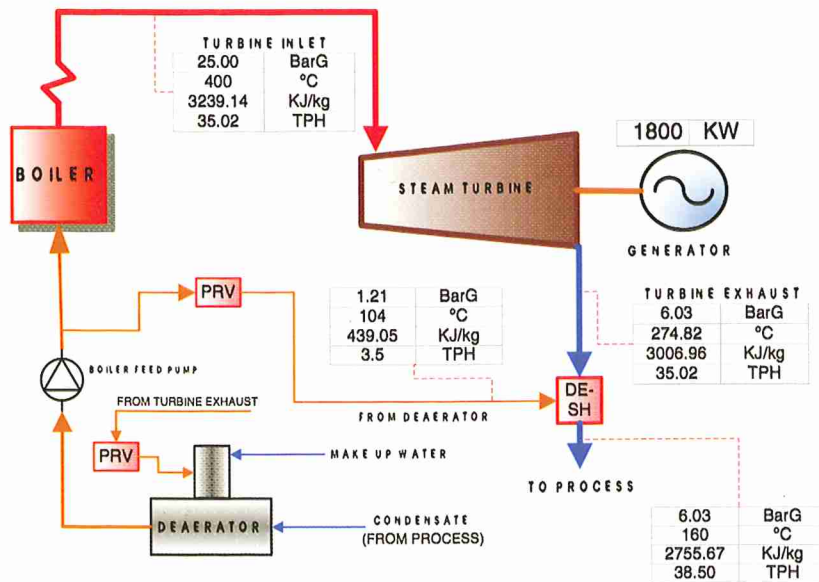 TURBINE INLET
25.00 BarG
400 °C
3239.14 KJ/kg
35.02 TPH
1800 KW
BOILER
STEAM TURBINE
GENERATOR
PRV
1.21 BarG
104 °C
439.05 KJ/kg
3.5 TPH
TURBINE EXHAUST
6.03 BarG
274.82 °C
3006.96 KJ/kg
35.02 TPH
BOILER FEED PUMP
FROM TURBINE EXHAUST
FROM DEAERATOR
DE-
SH
PRV
MAKE UP WATER
TO PROCESS
DEAERATOR
CONDENSATE
(FROM PROCESS)
6.03 BarG
160 °C
2755.67 KJ/kg
38.50 TPH